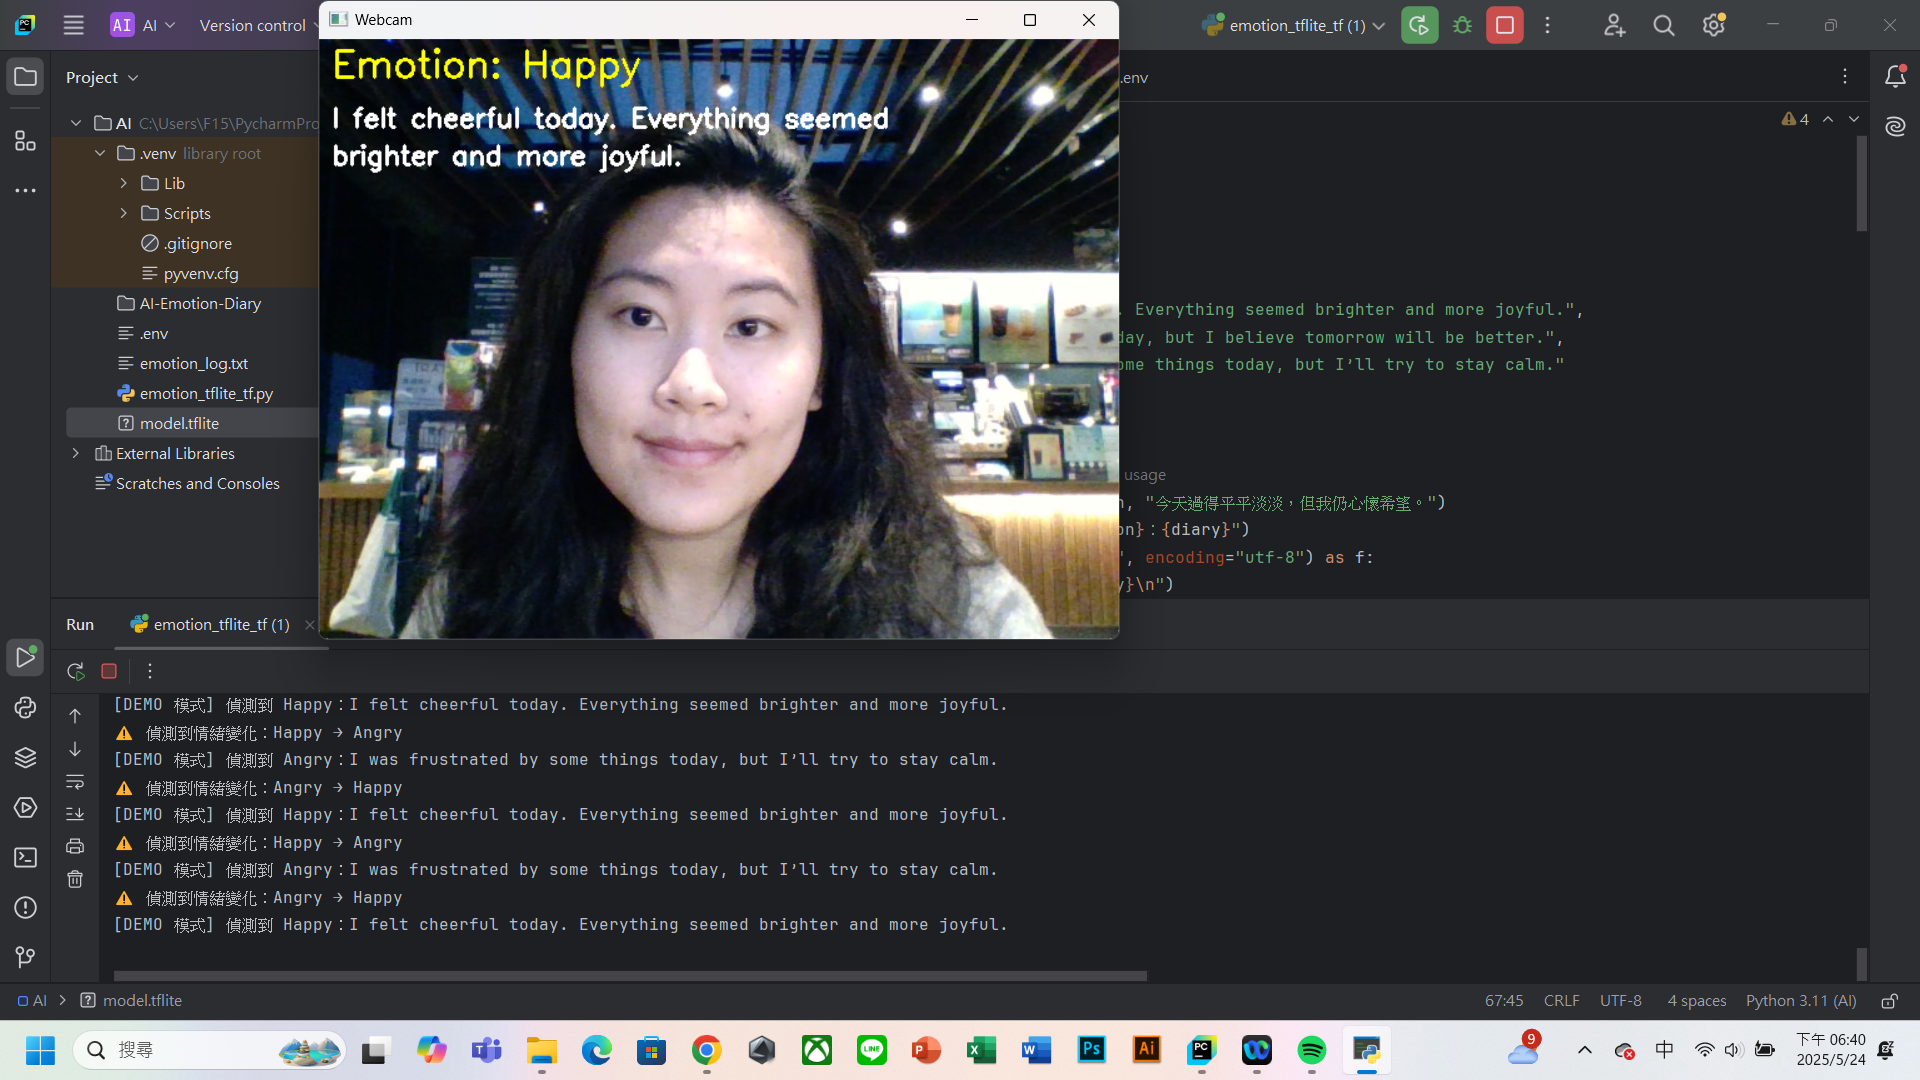 AI
AI
Version control
Webcam
emotion_tflite_tf (1)
Project
.env
Emotion: Happy
I felt cheerful today. Everything seemed
brighter and more joyful.
4
AI C:\Users\F15\PycharmPro
.venv library root
Lib
Scripts
.gitignore
pyvenv.cfg
AI-Emotion-Diary
.env
emotion_log.txt
emotion_tflite_tf.py
model.tflite
External Libraries
Scratches and Consoles
. Everything seemed brighter and more joyful.",
day, but I believe tomorrow will be better.",
ome things today, but I’ll try to stay calm."
usage
n, "今天過得平平淡淡，但我仍心懷希望。")
on}：{diary}")
", encoding="utf-8") as f:
y}\n")
Run
emotion_tflite_tf (1)
[DEMO 模式] 偵測到 Happy：I felt cheerful today. Everything seemed brighter and more joyful.
偵測到情緒變化：Happy → Angry
[DEMO 模式] 偵測到 Angry：I was frustrated by some things today, but I’ll try to stay calm.
偵測到情緒變化：Angry → Happy
[DEMO 模式] 偵測到 Happy：I felt cheerful today. Everything seemed brighter and more joyful.
偵測到情緒變化：Happy → Angry
[DEMO 模式] 偵測到 Angry：I was frustrated by some things today, but I’ll try to stay calm.
偵測到情緒變化：Angry → Happy
[DEMO 模式] 偵測到 Happy：I felt cheerful today. Everything seemed brighter and more joyful.
AI
model.tflite
67:45
CRLF
UTF-8
4 spaces
Python 3.11 (AI)
搜尋
9
中
下午 06:40
2025/5/24